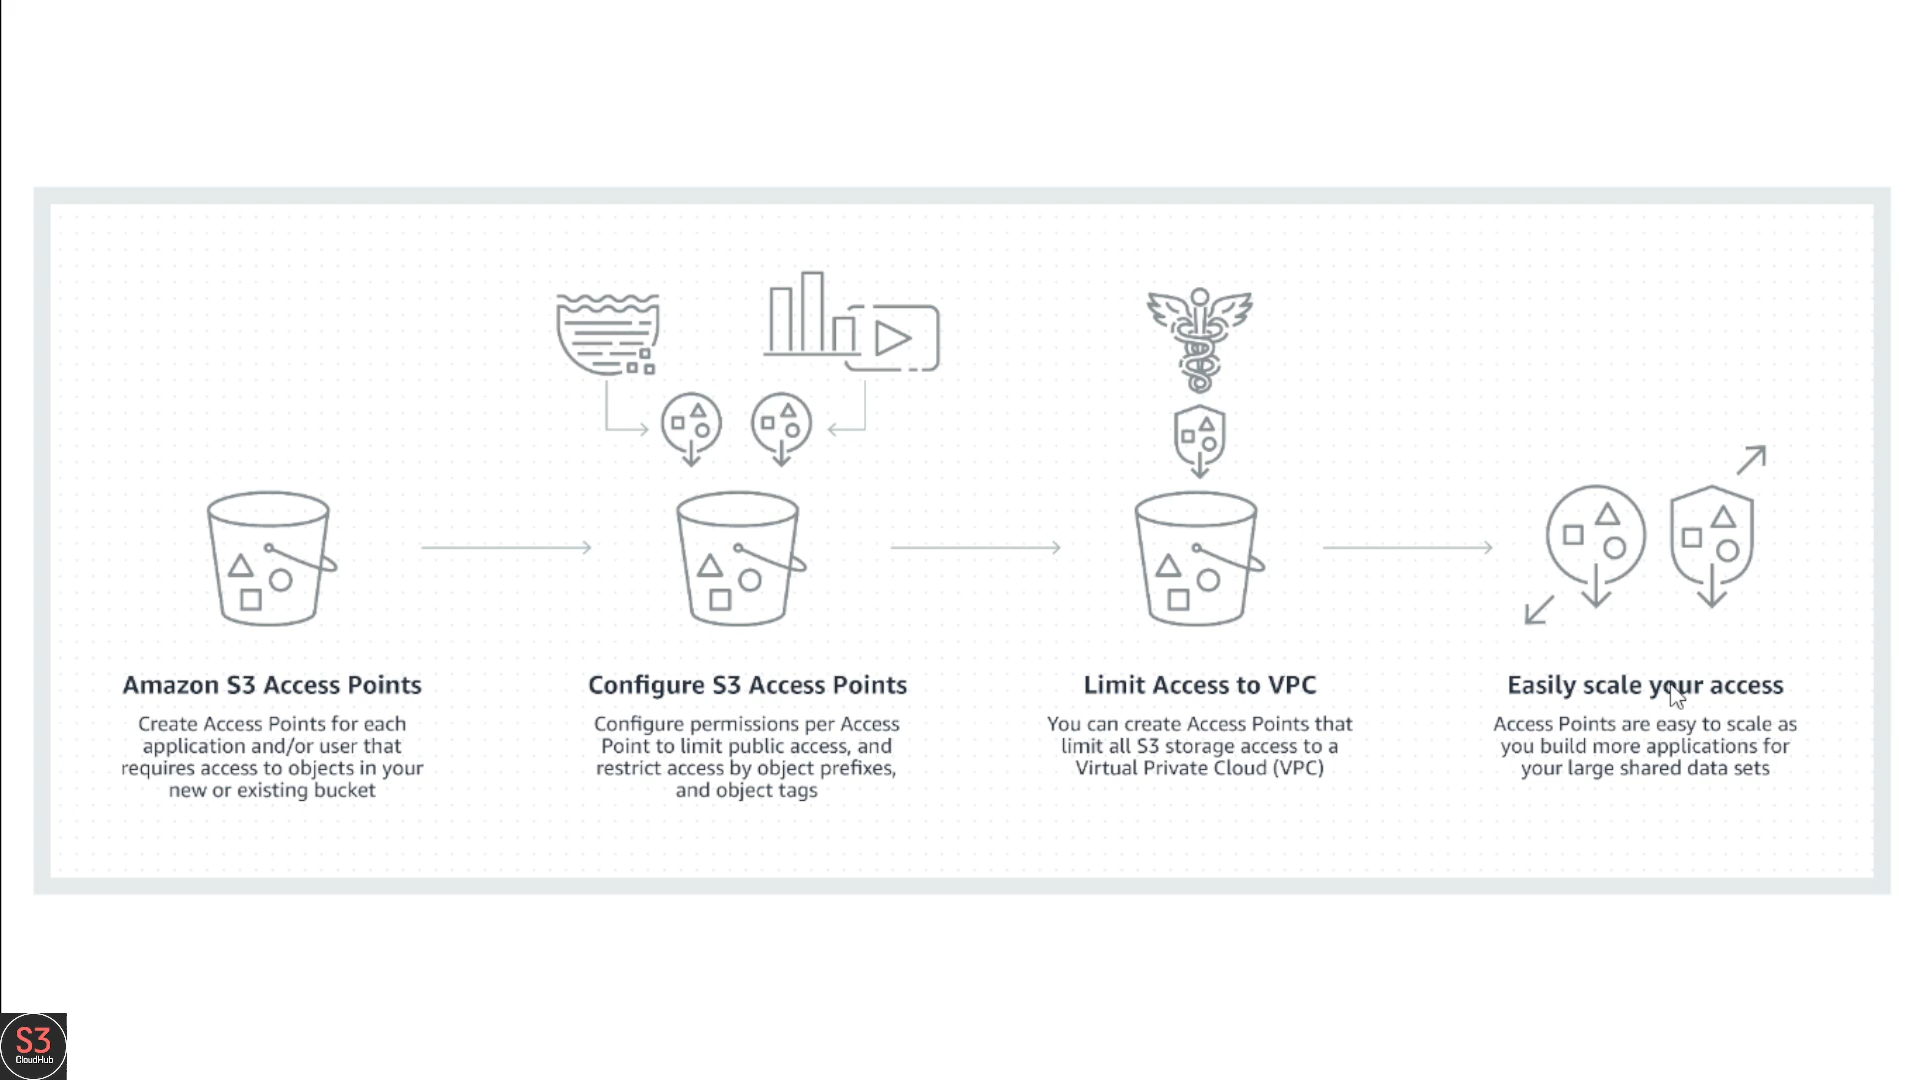 Amazon S3 Access Points
Create Access Points for each
application and/or user that
requires access to objects in your
new or existing bucket
Configure S3 Access Points
Configure permissions per Access
Point to limit public access, and
restrict access by object prefixes,
and object tags
Limit Access to VPC
You can create Access Points that
limit all S3 storage access to a
Virtual Private Cloud (VPC)
Easily scale your access
Access Points are easy to scale as
you build more applications for
your large shared data sets
S3
CloudHub